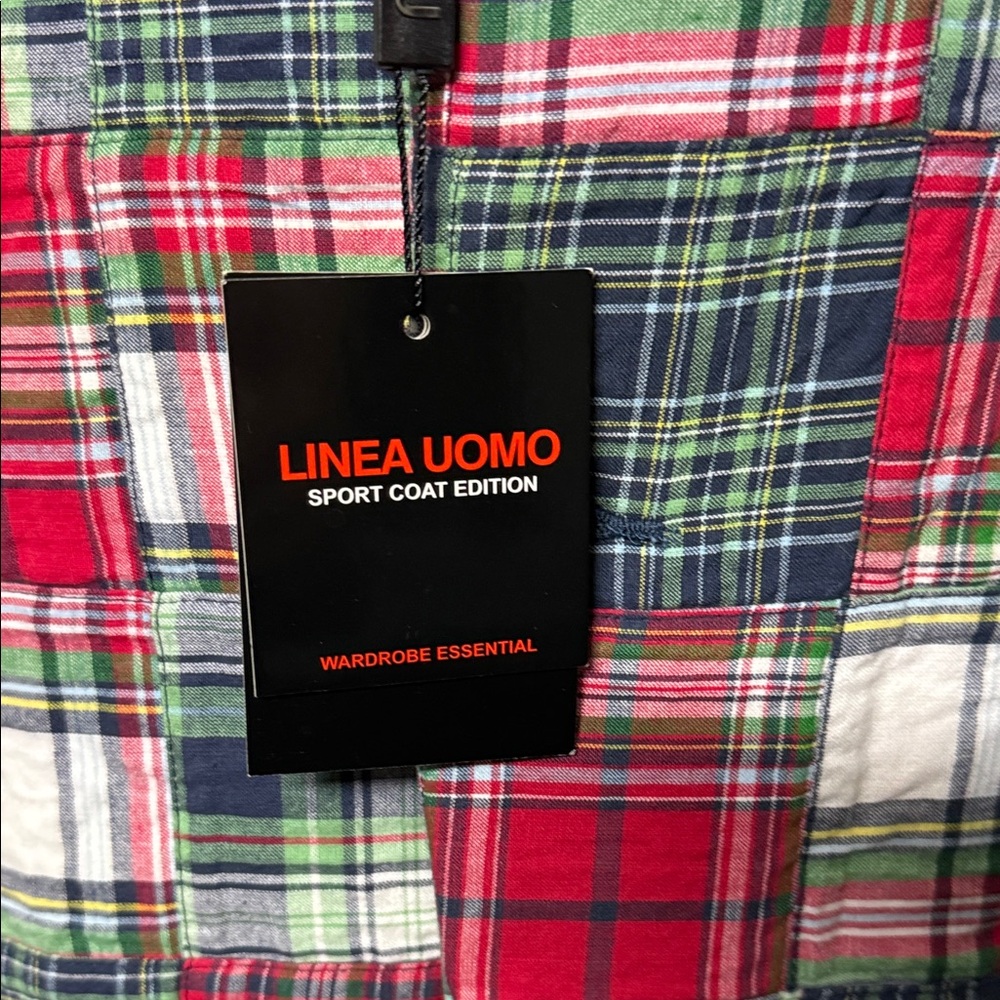 LINEA UOMO
SPORT COAT EDITION
WARDROBE ESSENTIAL